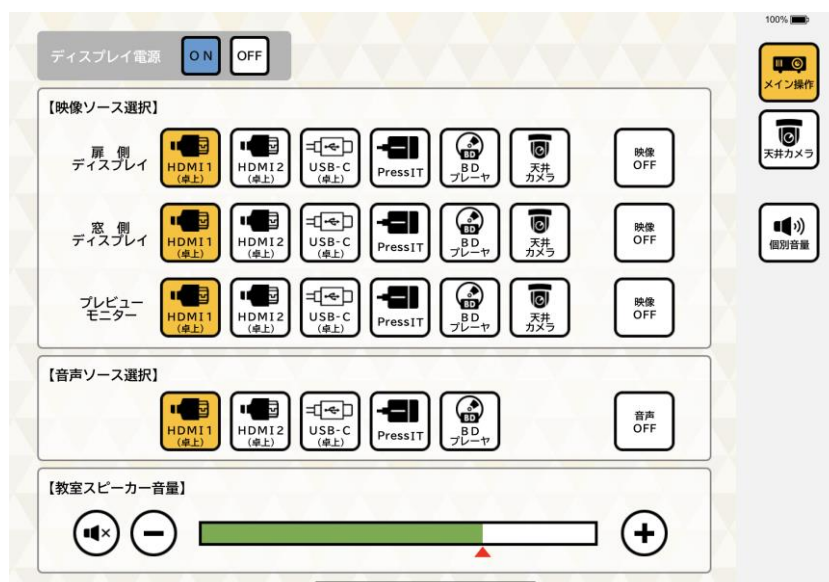 100%
ディスプレイ電源
ON
OFF
メイン操作
天井カメラ
個別音量
【映像ソース選択】
扉 側
ディスプレイ
HDMI1
(卓上)
HDMI2
(卓上)
USB-C
(卓上)
PressIT
BD
BD
プレーヤ
天井
カメラ
映像
OFF
窓 側
ディスプレイ
HDMI1
(卓上)
HDMI2
(卓上)
USB-C
(卓上)
PressIT
BD
BD
プレーヤ
天井
カメラ
映像
OFF
プレビュー
モニター
HDMI1
(卓上)
HDMI2
(卓上)
USB-C
(卓上)
PressIT
BD
BD
プレーヤ
天井
カメラ
映像
OFF
【音声ソース選択】
HDMI1
(卓上)
HDMI2
(卓上)
USB-C
(卓上)
PressIT
BD
BD
プレーヤ
音声
OFF
【教室スピーカー音量】